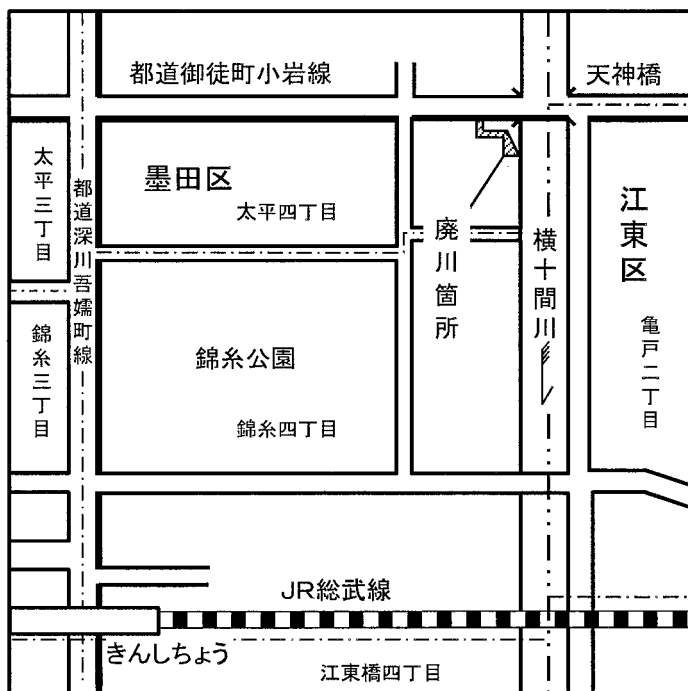 都道御徒町小岩線
天神橋
太平三丁目
墨田区
都道深川吾嬬町線
太平四丁目
廃川箇所
横十間川
江東区
亀戸二丁目
錦糸三丁目
錦糸公園
錦糸四丁目
JR総武線
きんしちょう
江東橋四丁目